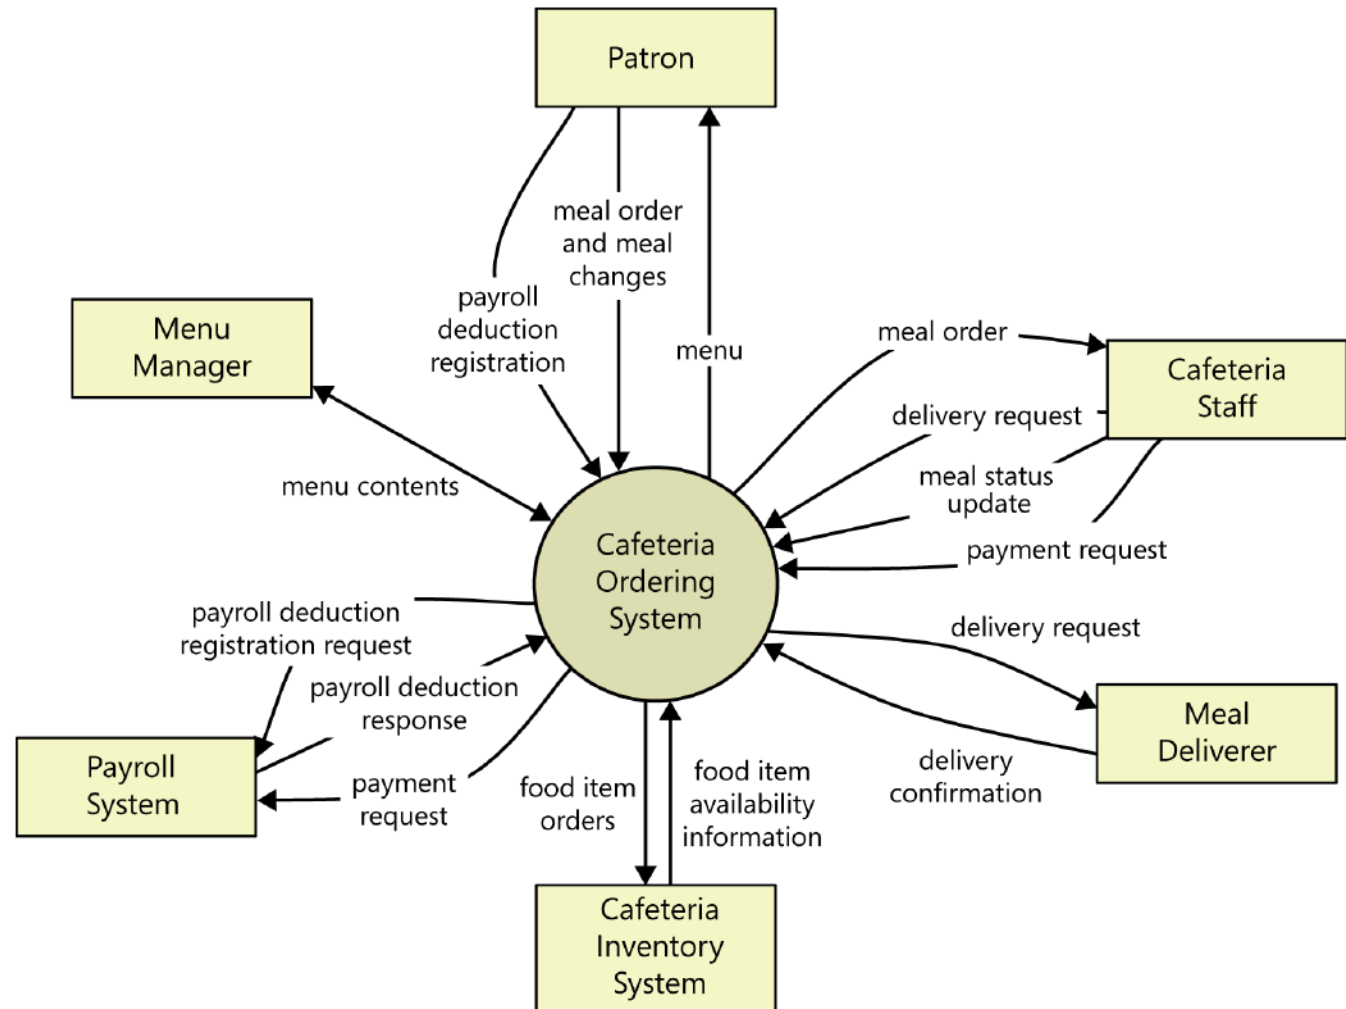 Patron
meal order
and meal
changes
payroll
deduction
registration
menu
Menu
Manager
menu contents
meal order
Cafeteria
Staff
delivery request
meal status
update
payment request
Cafeteria
Ordering
System
payroll deduction
registration request
payroll deduction
response
delivery request
Payroll
System
payment
request
food item
orders
food item
availability
information
delivery
confirmation
Meal
Deliverer
Cafeteria
Inventory
System